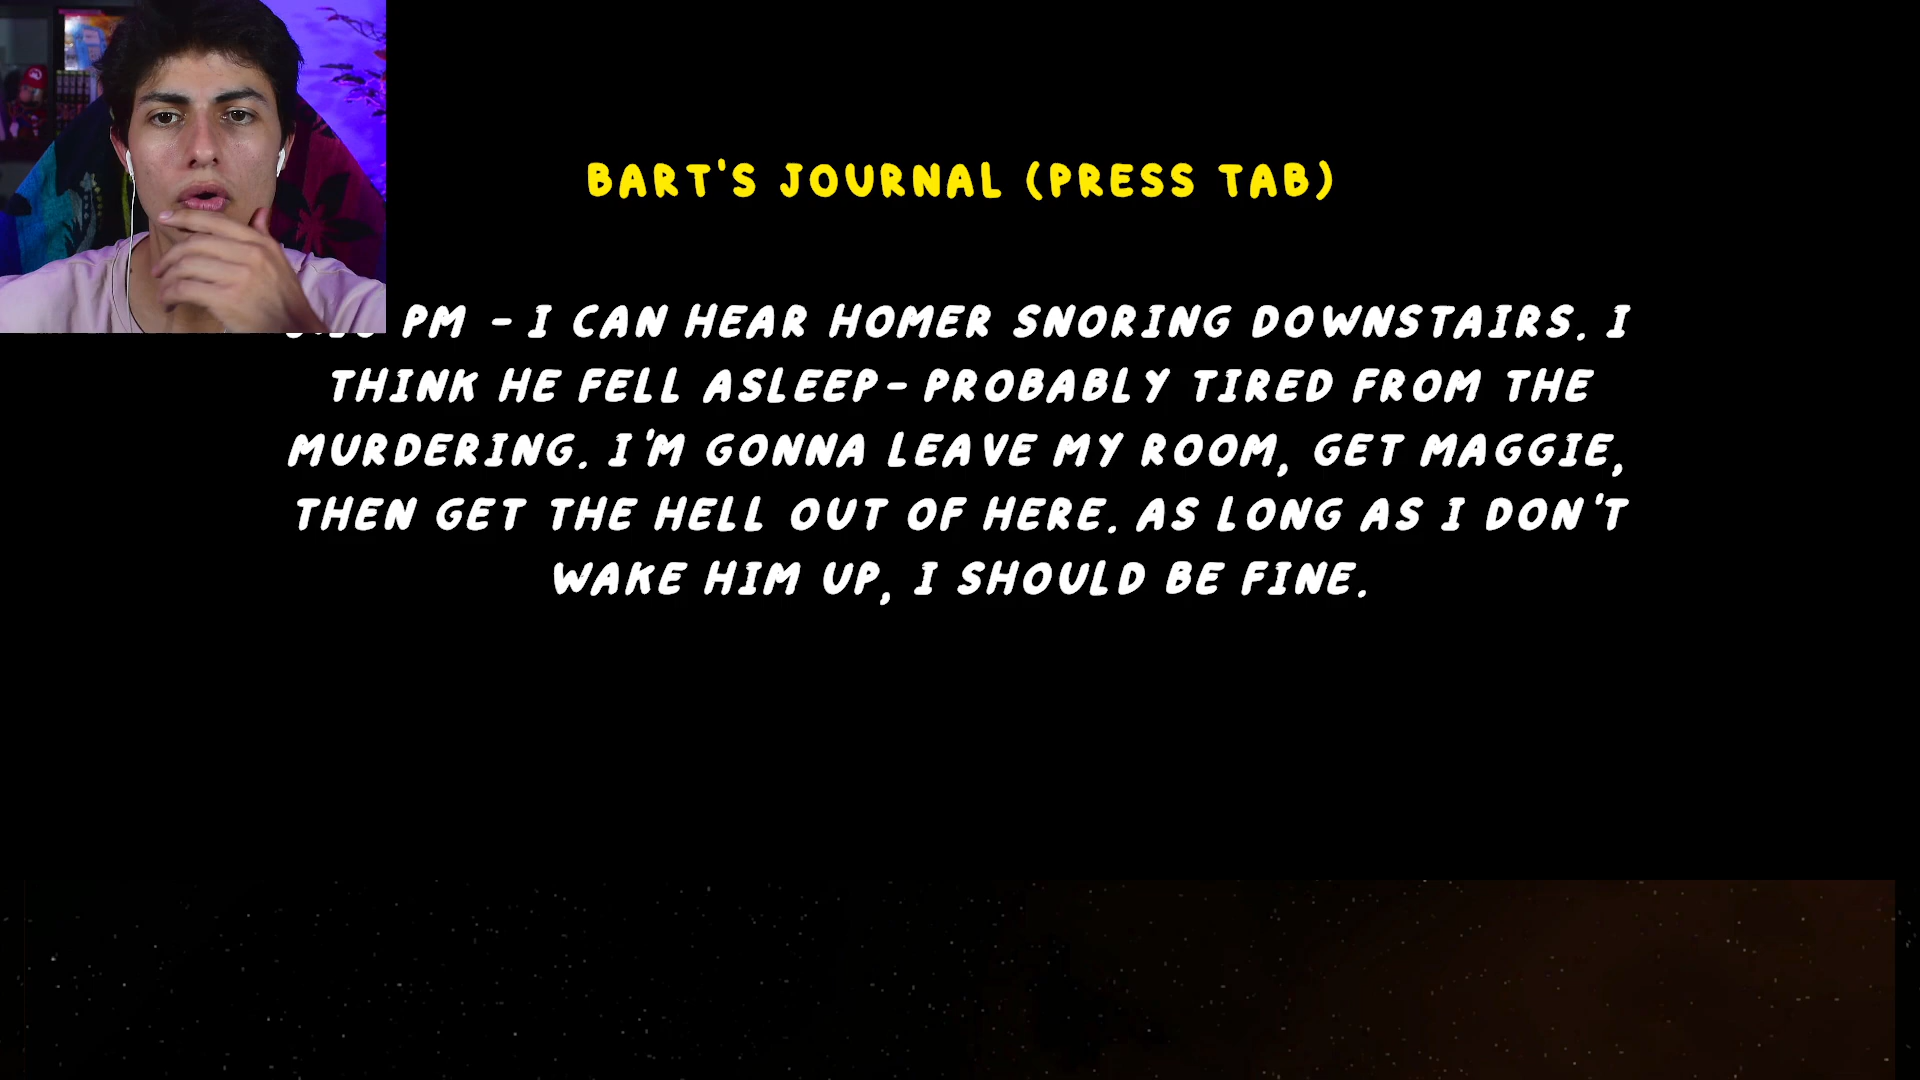 BART'S JOURNAL (PRESS TAB)
PM - I CAN HEAR HOMER SNORING DOWNSTAIRS. I
THINK HE FELL ASLEEP- PROBABLY TIRED FROM THE
MURDERING. I'M GONNA LEAVE MY ROOM, GET MAGGIE,
THEN GET THE HELL OUT OF HERE. AS LONG AS I DON'T
WAKE HIM UP, I SHOULD BE FINE.